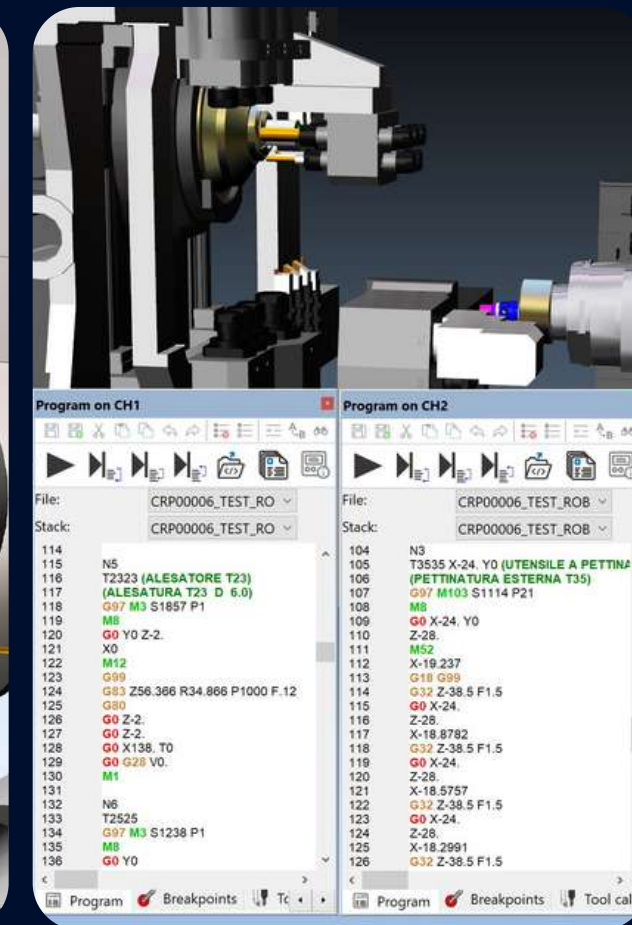 Program on CH1
File:
CRP00006_TEST_RO
Stack:
CRP00006_TEST_RO
114
115 N5
116 T2323 (ALESATORE T23)
117 (ALESATURA T23 D 6.0)
118 G97 M3 S1857 P1
119 M8
120 G0 Y0 Z-2.
121 X0
122 M12
123 G99
124 G83 Z56.366 R34.866 P1000 F.12
125 G80
126 G0 Z-2.
127 G0 Z-2.
128 G0 X138. T0
129 G0 G28 V0.
130 M1
131
132 N6
133 T2525
134 G97 M3 S1238 P1
135 M8
136 G0 Y0
Program Breakpoints
Program on CH2
File:
CRP00006_TEST_ROB
Stack:
CRP00006_TEST_ROB
104 N3
105 T3535 X-24. Y0 (UTENSILE A PETTINA
106 (PETTINATURA ESTERNA T35)
107 G97 M103 S1114 P21
108 M8
109 G0 X-24. Y0
110 Z-28.
111 M52
112 X-19.237
113 G18 G99
114 G32 Z-38.5 F1.5
115 G0 X-24.
116 Z-28.
117 X-18.8782
118 G32 Z-38.5 F1.5
119 G0 X-24.
120 Z-28.
121 X-18.5757
122 G32 Z-38.5 F1.5
123 G0 X-24.
124 Z-28.
125 X-18.2991
126 G32 Z-38.5 F1.5
Program Breakpoints Tool cal